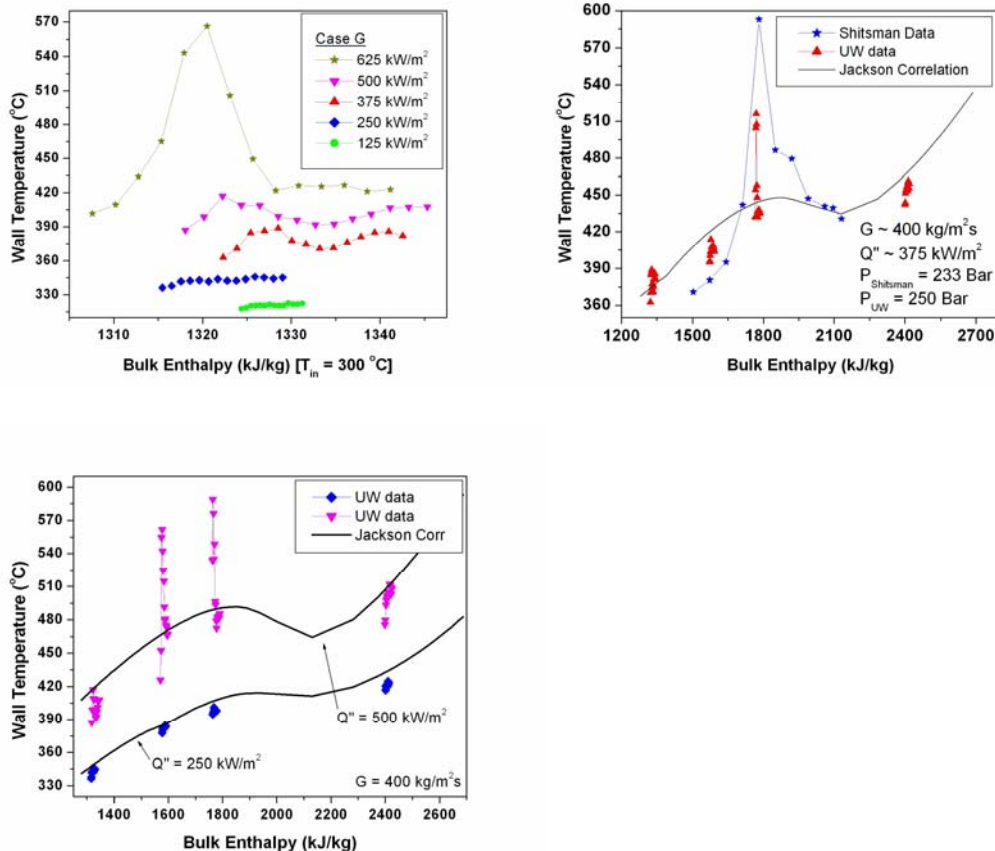 570
540
510
480
450
420
390
360
330
Wall Temperature (°C)
Case G
625 kW/m²
500 kW/m²
375 kW/m²
250 kW/m²
125 kW/m²
1310 1320 1330 1340
Bulk Enthalpy (kJ/kg) [T_in = 300 °C]
600
570
540
510
480
450
420
390
360
Wall Temperature (°C)
Shitsman Data
UW data
Jackson Correlation
G ~ 400 kg/m²s
Q" ~ 375 kW/m²
P_Shitsman = 233 Bar
P_UW = 250 Bar
1200 1500 1800 2100 2400 2700
Bulk Enthalpy (kJ/kg)
600
570
540
510
480
450
420
390
360
330
Wall Temperature (°C)
UW data
UW data
Jackson Corr
Q" = 500 kW/m²
Q" = 250 kW/m²
G = 400 kg/m²s
1400 1600 1800 2000 2200 2400 2600
Bulk Enthalpy (kJ/kg)